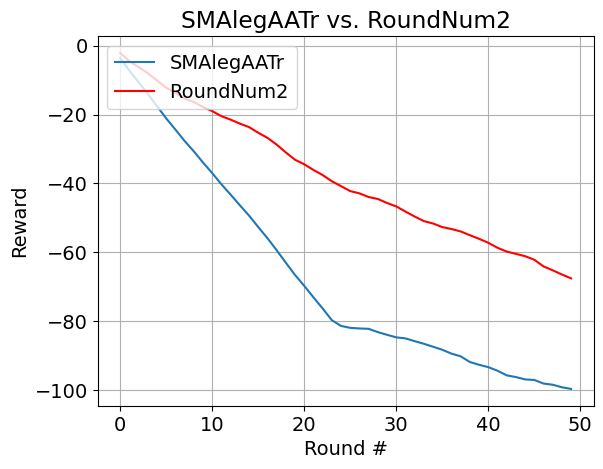 SMAlegAATr vs. RoundNum2
SMAlegAATr
RoundNum2
Reward
0
−20
−40
−60
−80
−100
0 10 20 30 40 50
Round #